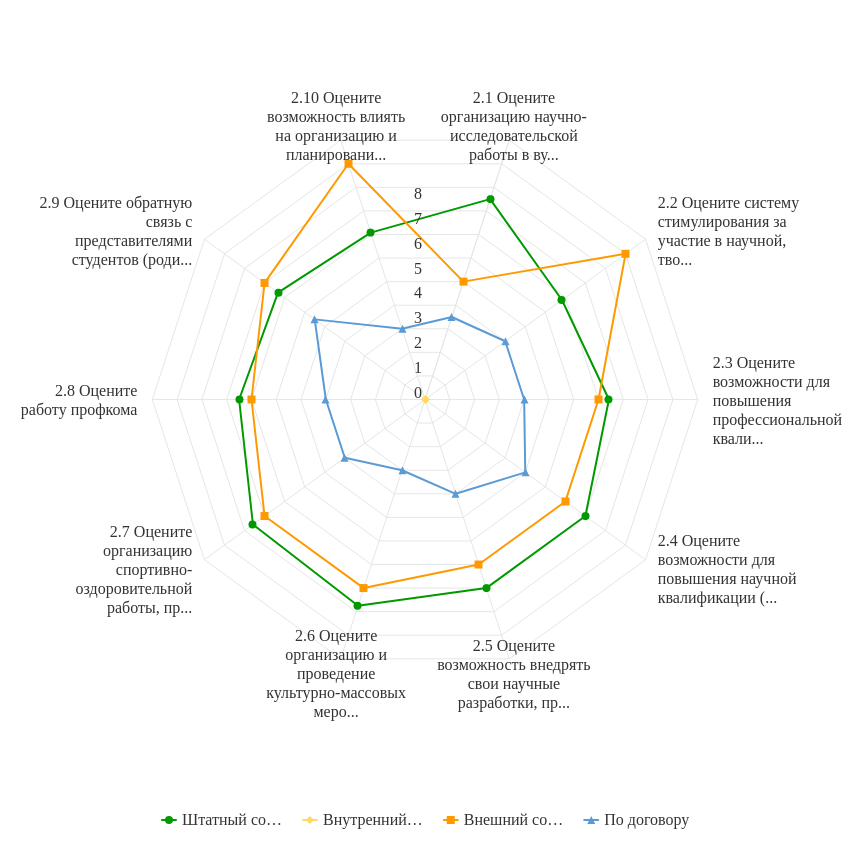 2.10 Оцените
возможность влиять
на организацию и
планировани...
2.1 Оцените
организацию научно-
исследовательской
работы в ву...
2.9 Оцените обратную
связь с
представителями
студентов (роди...
2.2 Оцените систему
стимулирования за
участие в научной,
тво...
8
7
6
5
4
3
2
1
0
2.8 Оцените
работу профкома
2.3 Оцените
возможности для
повышения
профессиональной
квали...
2.7 Оцените
организацию
спортивно-
оздоровительной
работы, пр...
2.4 Оцените
возможности для
повышения научной
квалификации (...
2.6 Оцените
организацию и
проведение
культурно-массовых
меро...
2.5 Оцените
возможность внедрять
свои научные
разработки, пр...
Штатный со… Внутренний… Внешний со… По договору